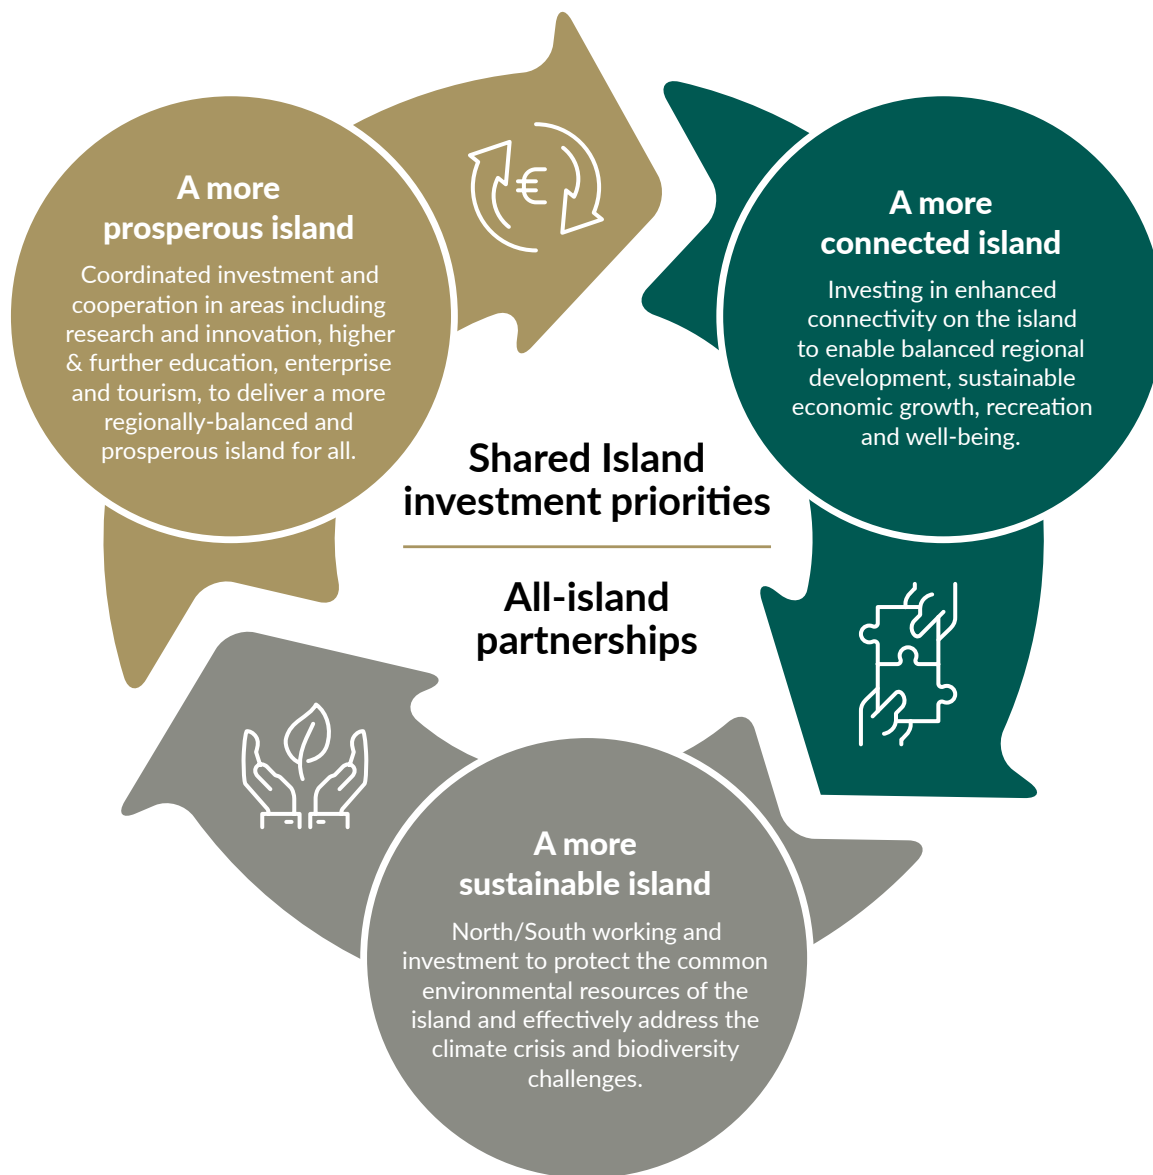 A more
prosperous island
Coordinated investment and
cooperation in areas including
research and innovation, higher
& further education, enterprise
and tourism, to deliver a more
regionally-balanced and
prosperous island for all.
€
A more
connected island
Investing in enhanced
connectivity on the island
to enable balanced regional
development, sustainable
economic growth, recreation
and well-being.
Shared Island
investment priorities
All-island
partnerships
A more
sustainable island
North/South working and
investment to protect the common
environmental resources of the
island and effectively address the
climate crisis and biodiversity
challenges.